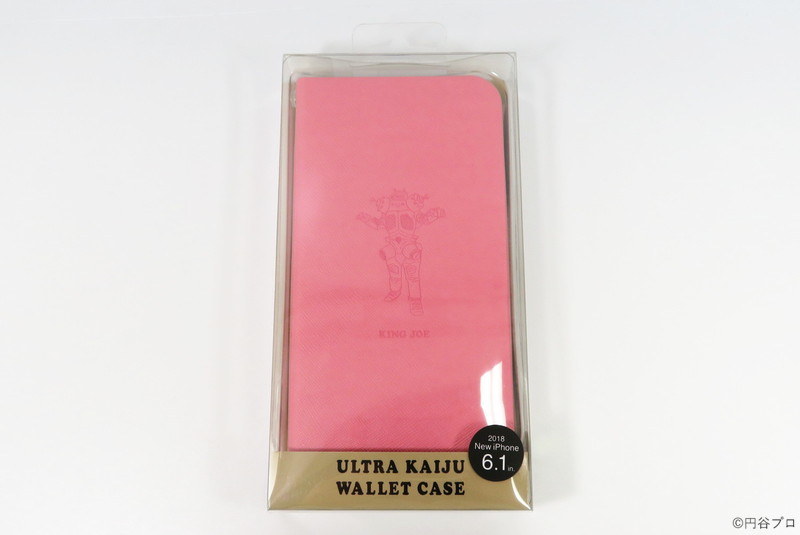 KING JOE
2018
New iPhone
6.1 in.
ULTRA KAIJU
WALLET CASE
©円谷プロ